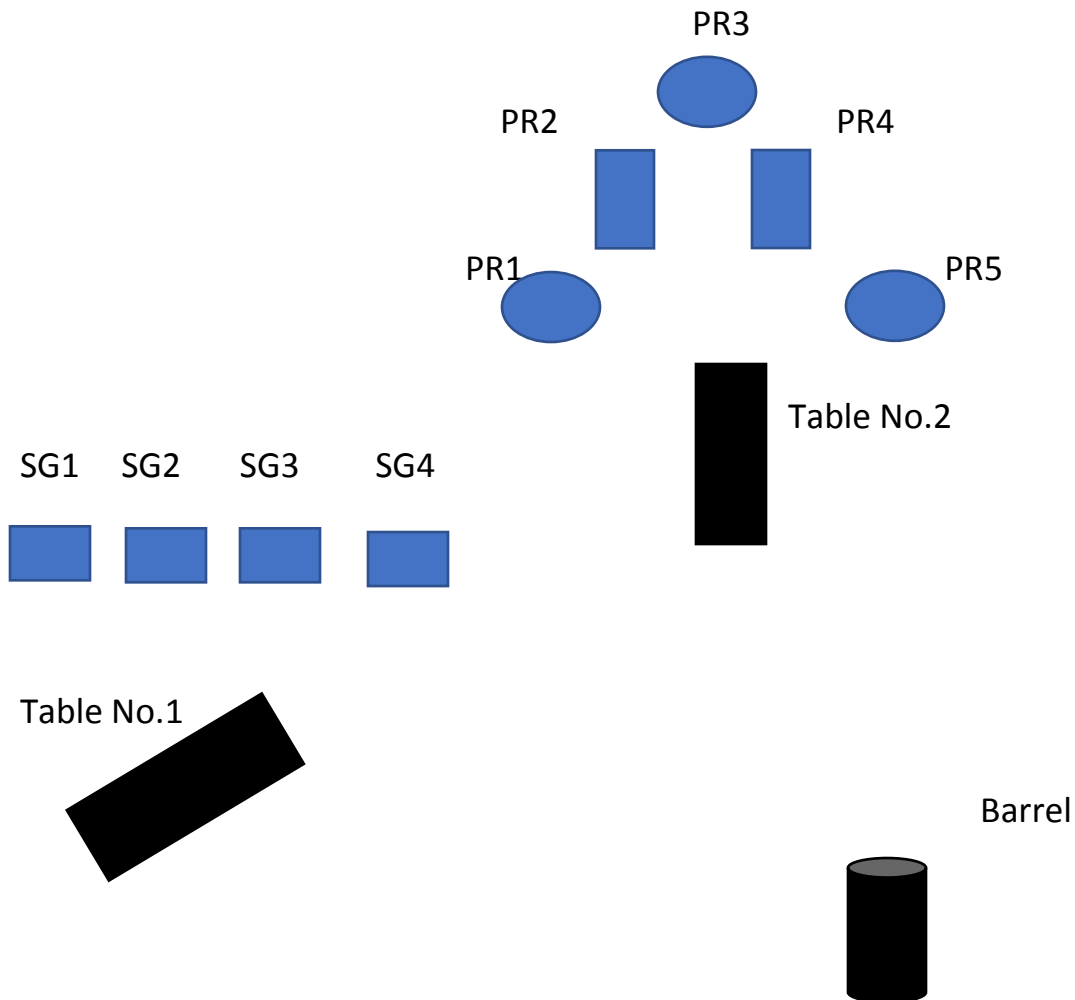 PR3
PR2
PR4
PR1
PR5
Table No.2
SG1 SG2 SG3 SG4
Table No.1
Barrel